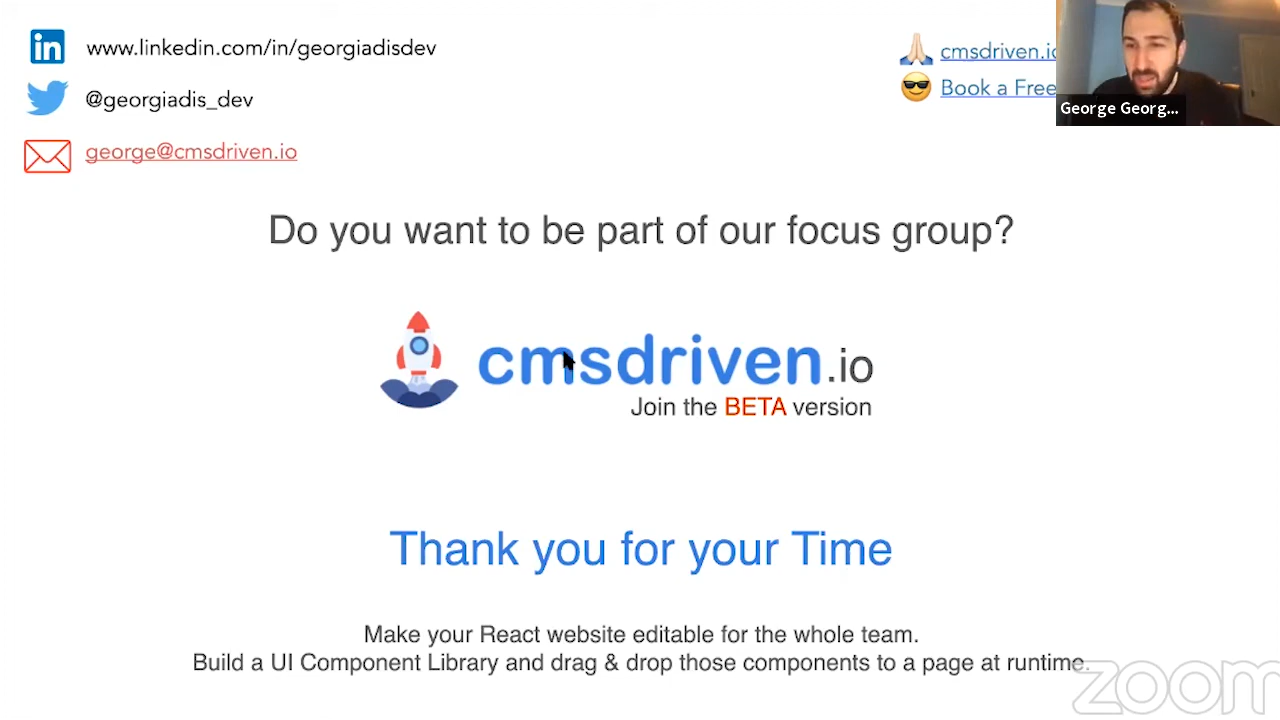 www.linkedin.com/in/georgiadisdev
@georgiadis_dev
george@cmsdriven.io
cmsdriven.io
Book a Free
George Georg...
Do you want to be part of our focus group?
cmsdriven.io
Join the BETA version
Thank you for your Time
Make your React website editable for the whole team.
Build a UI Component Library and drag & drop those components to a page at runtime.
zoom